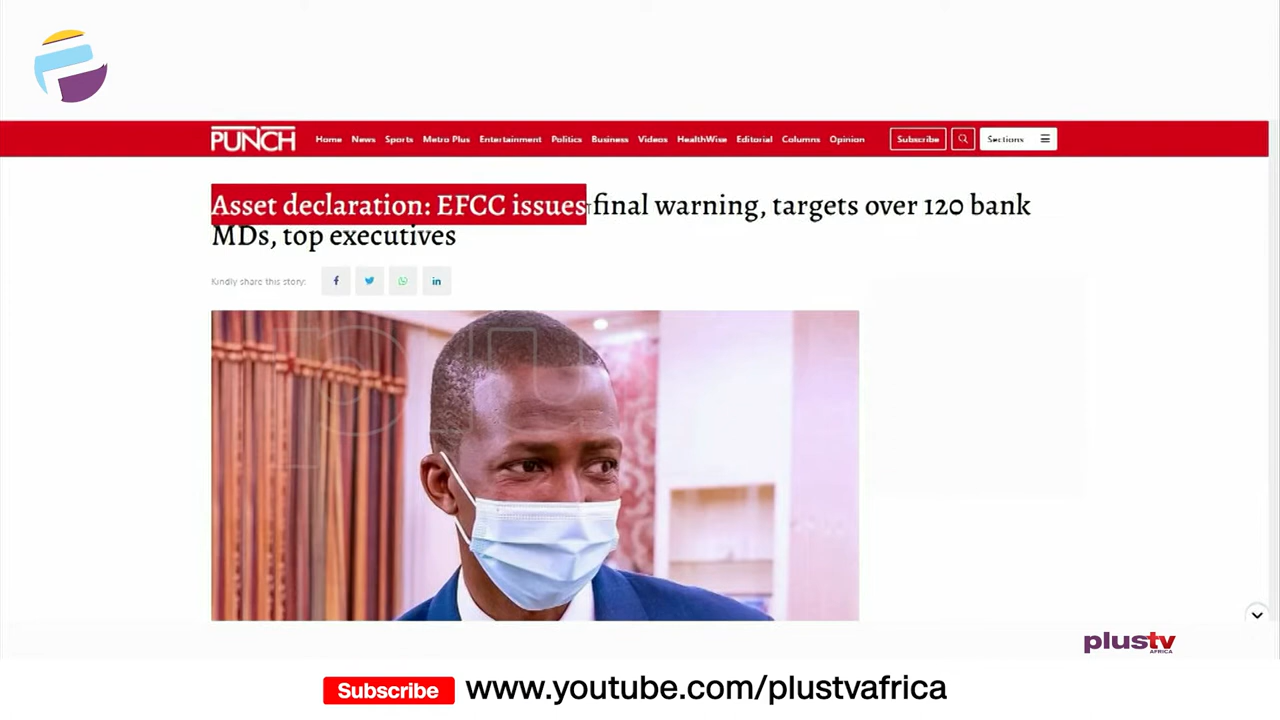 PUNCH Home News Sports Metro Plus Entertainment Politics Business Videos HealthWise Editorial Columns Opinion Subscribe Sections
Asset declaration: EFCC issues final warning, targets over 120 bank
MDs, top executives
Kindly share this story:
plustv
AFRICA
Subscribe www.youtube.com/plustvafrica